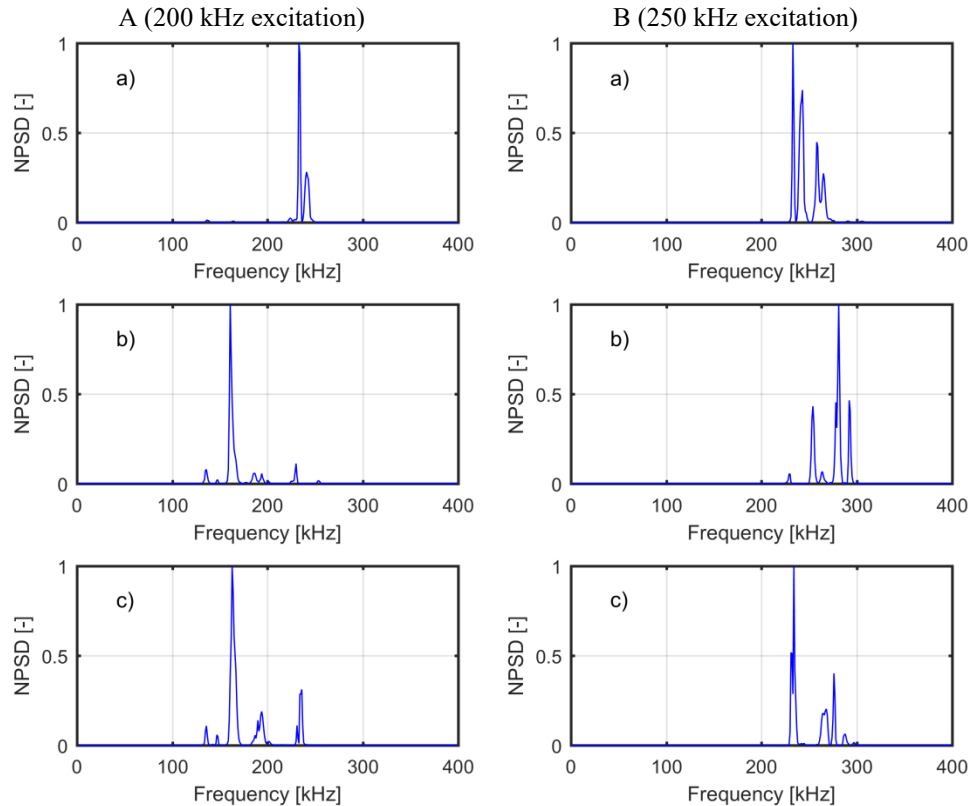 A (200 kHz excitation)
B (250 kHz excitation)
1
0.5
0
NPSD [-]
a)
0 100 200 300 400
Frequency [kHz]
1
0.5
0
NPSD [-]
a)
0 100 200 300 400
Frequency [kHz]
1
0.5
0
NPSD [-]
b)
0 100 200 300 400
Frequency [kHz]
1
0.5
0
NPSD [-]
b)
0 100 200 300 400
Frequency [kHz]
1
0.5
0
NPSD [-]
c)
0 100 200 300 400
Frequency [kHz]
1
0.5
0
NPSD [-]
c)
0 100 200 300 400
Frequency [kHz]